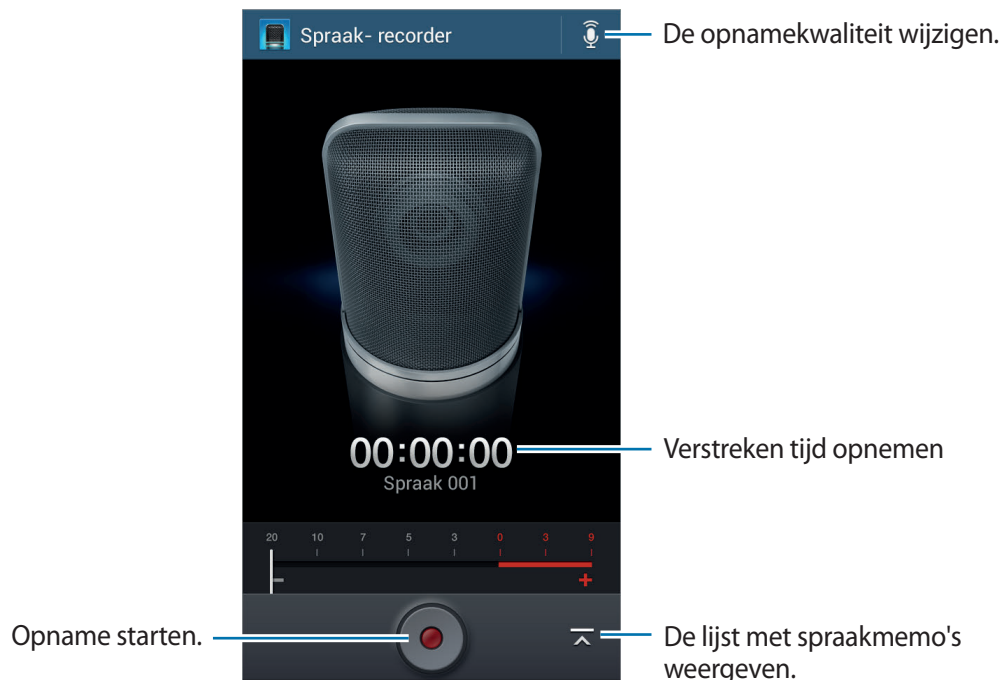 Spraak- recorder
De opnamekwaliteit wijzigen.
00:00:00
Verstreken tijd opnemen
Spraak 001
20 10 7 5 3 0 3 9
- +
Opname starten.
De lijst met spraakmemo's
weergeven.